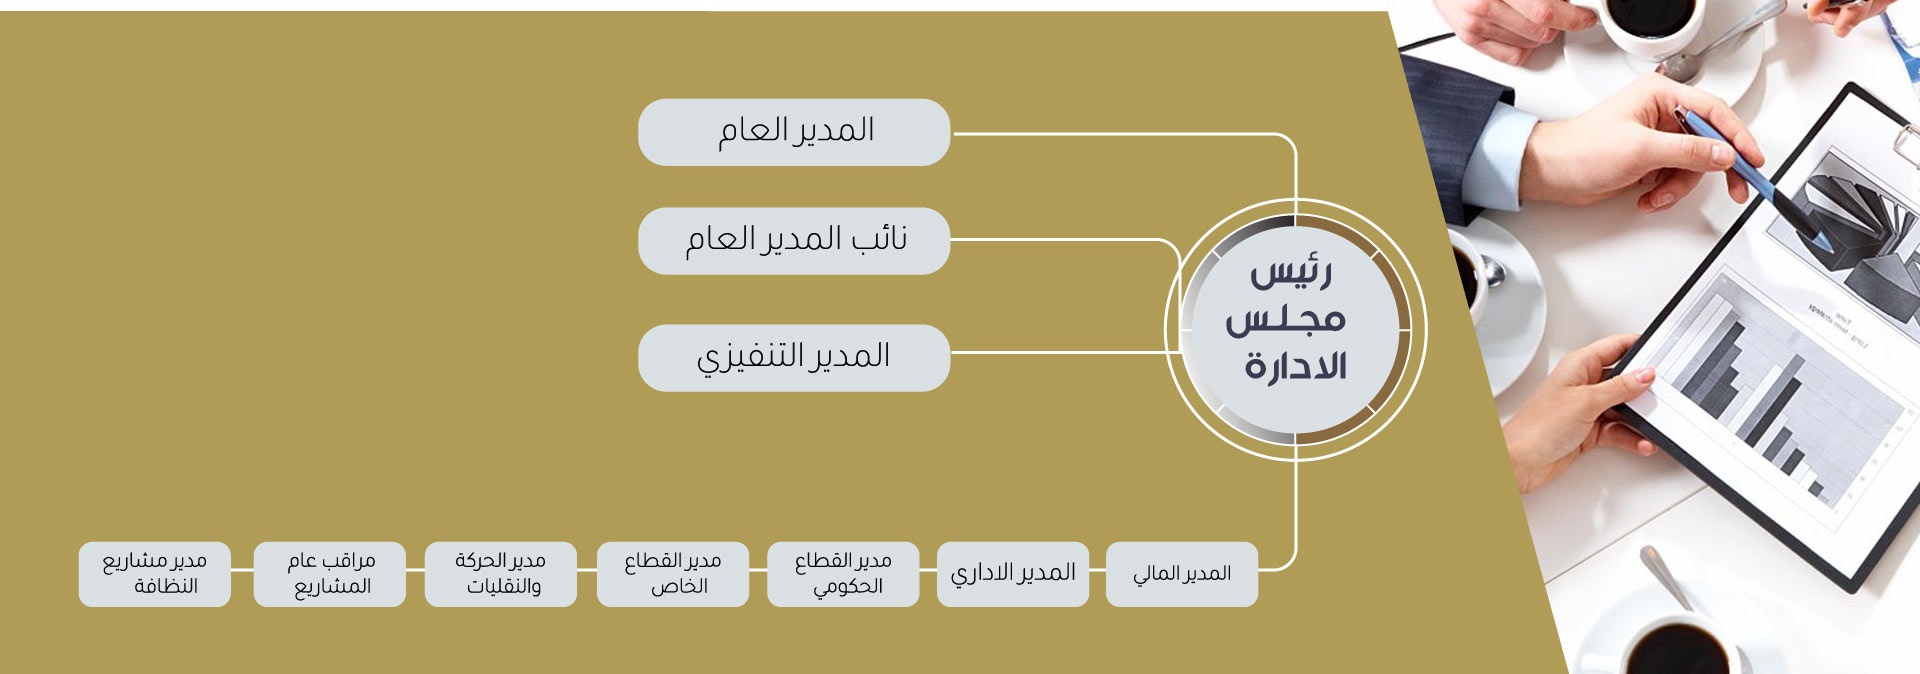 المدير العام
نائب المدير العام
المدير التنفيزي
رئيس
مجلس
الادارة
المدير المالي
المدير الاداري
مدير القطاع
الحكومي
مدير القطاع
الخاص
مدير الحركة
والنقليات
مراقب عام
المشاريع
مدير مشاريع
النظافة